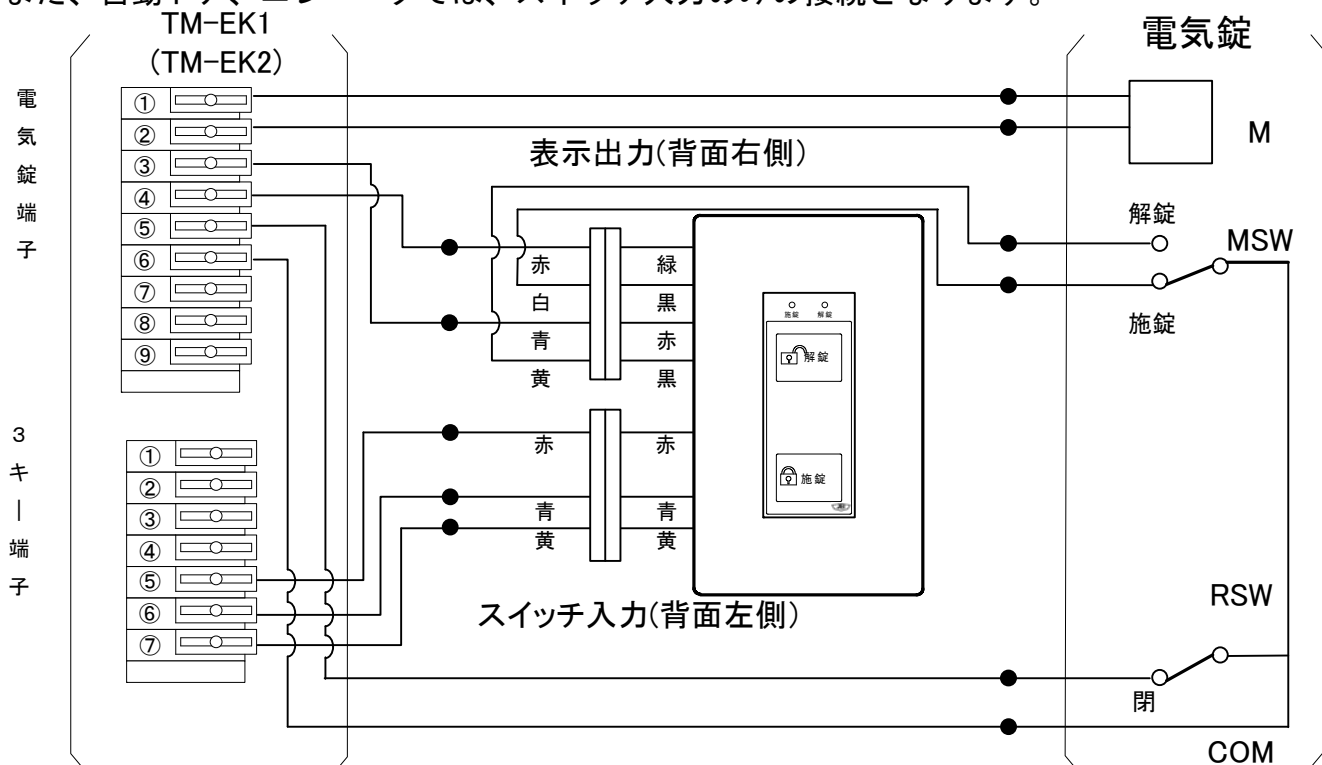 また、自動ドア、エレベータでは、スイッチ入力のみの接続となります。
TM-EK1
(TM-EK2)
電気錠
電気錠端子
①
②
③
④
⑤
⑥
⑦
⑧
⑨
表示出力(背面右側)
M
解錠
MSW
施錠
赤 緑
白 黒
青 赤
黄 黒
施錠 解錠
解錠
施錠
3キー端子
①
②
③
④
⑤
⑥
⑦
赤 赤
青 青
黄 黄
スイッチ入力(背面左側)
RSW
閉
COM